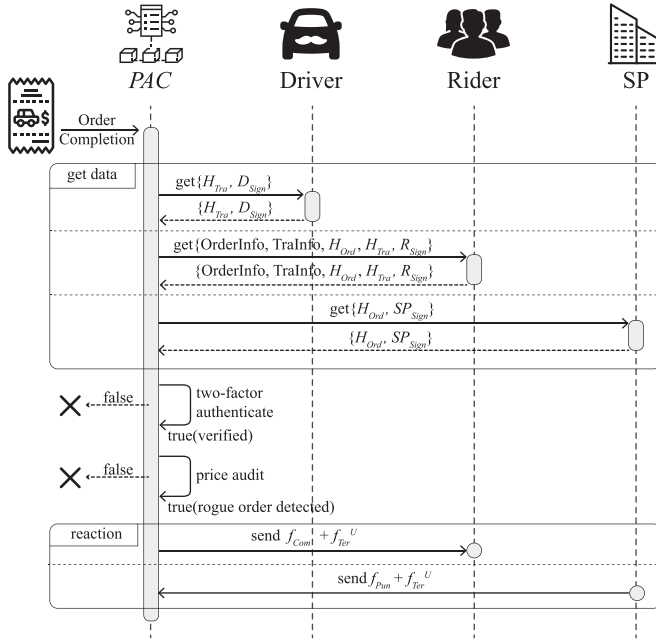 PAC Driver Rider SP
$
Order
Completion
get data
get{H_Tra, D_Sign}
{H_Tra, D_Sign}
get{OrderInfo, TraInfo, H_Ord, H_Tra, R_Sign}
{OrderInfo, TraInfo, H_Ord, H_Tra, R_Sign}
get{H_Ord, SP_Sign}
{H_Ord, SP_Sign}
false
two-factor
authenticate
true(verified)
false
price audit
true(rogue order detected)
reaction
send f_Com + f_Ter^U
send f_Pun + f_Ter^U